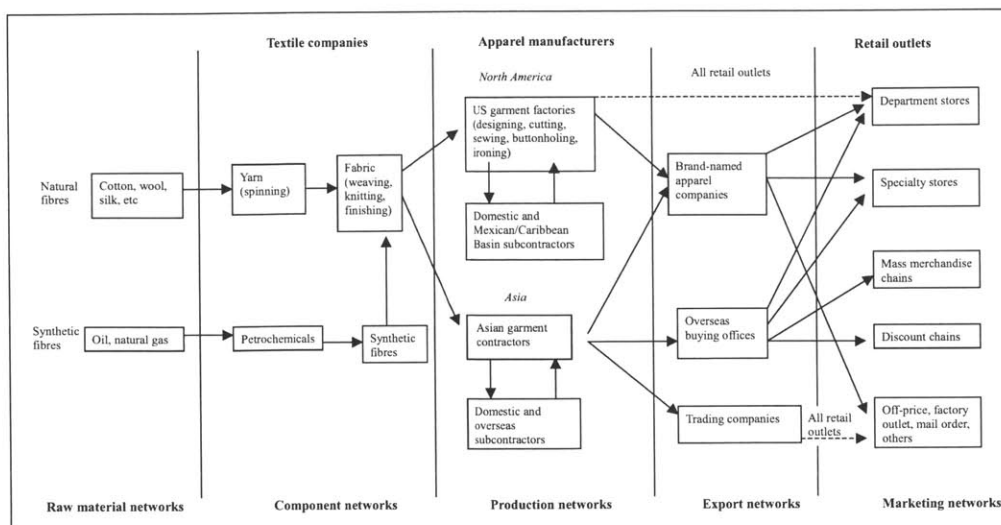 Textile companies
Apparel manufacturers
Retail outlets
North America
All retail outlets
US garment factories
(designing, cutting,
sewing, buttonholing,
ironing)
Department stores
Natural
fibres
Cotton, wool,
silk, etc
Yarn
(spinning)
Fabric
(weaving,
knitting,
finishing)
Brand-named
apparel
companies
Specialty stores
Domestic and
Mexican/Caribbean
Basin subcontractors
Mass merchandise
chains
Asia
Synthetic
fibres
Oil, natural gas
Petrochemicals
Synthetic
fibres
Asian garment
contractors
Overseas
buying offices
Discount chains
Domestic and
overseas
subcontractors
Trading companies
All retail
outlets
Off-price, factory
outlet, mail order,
others
Raw material networks
Component networks
Production networks
Export networks
Marketing networks